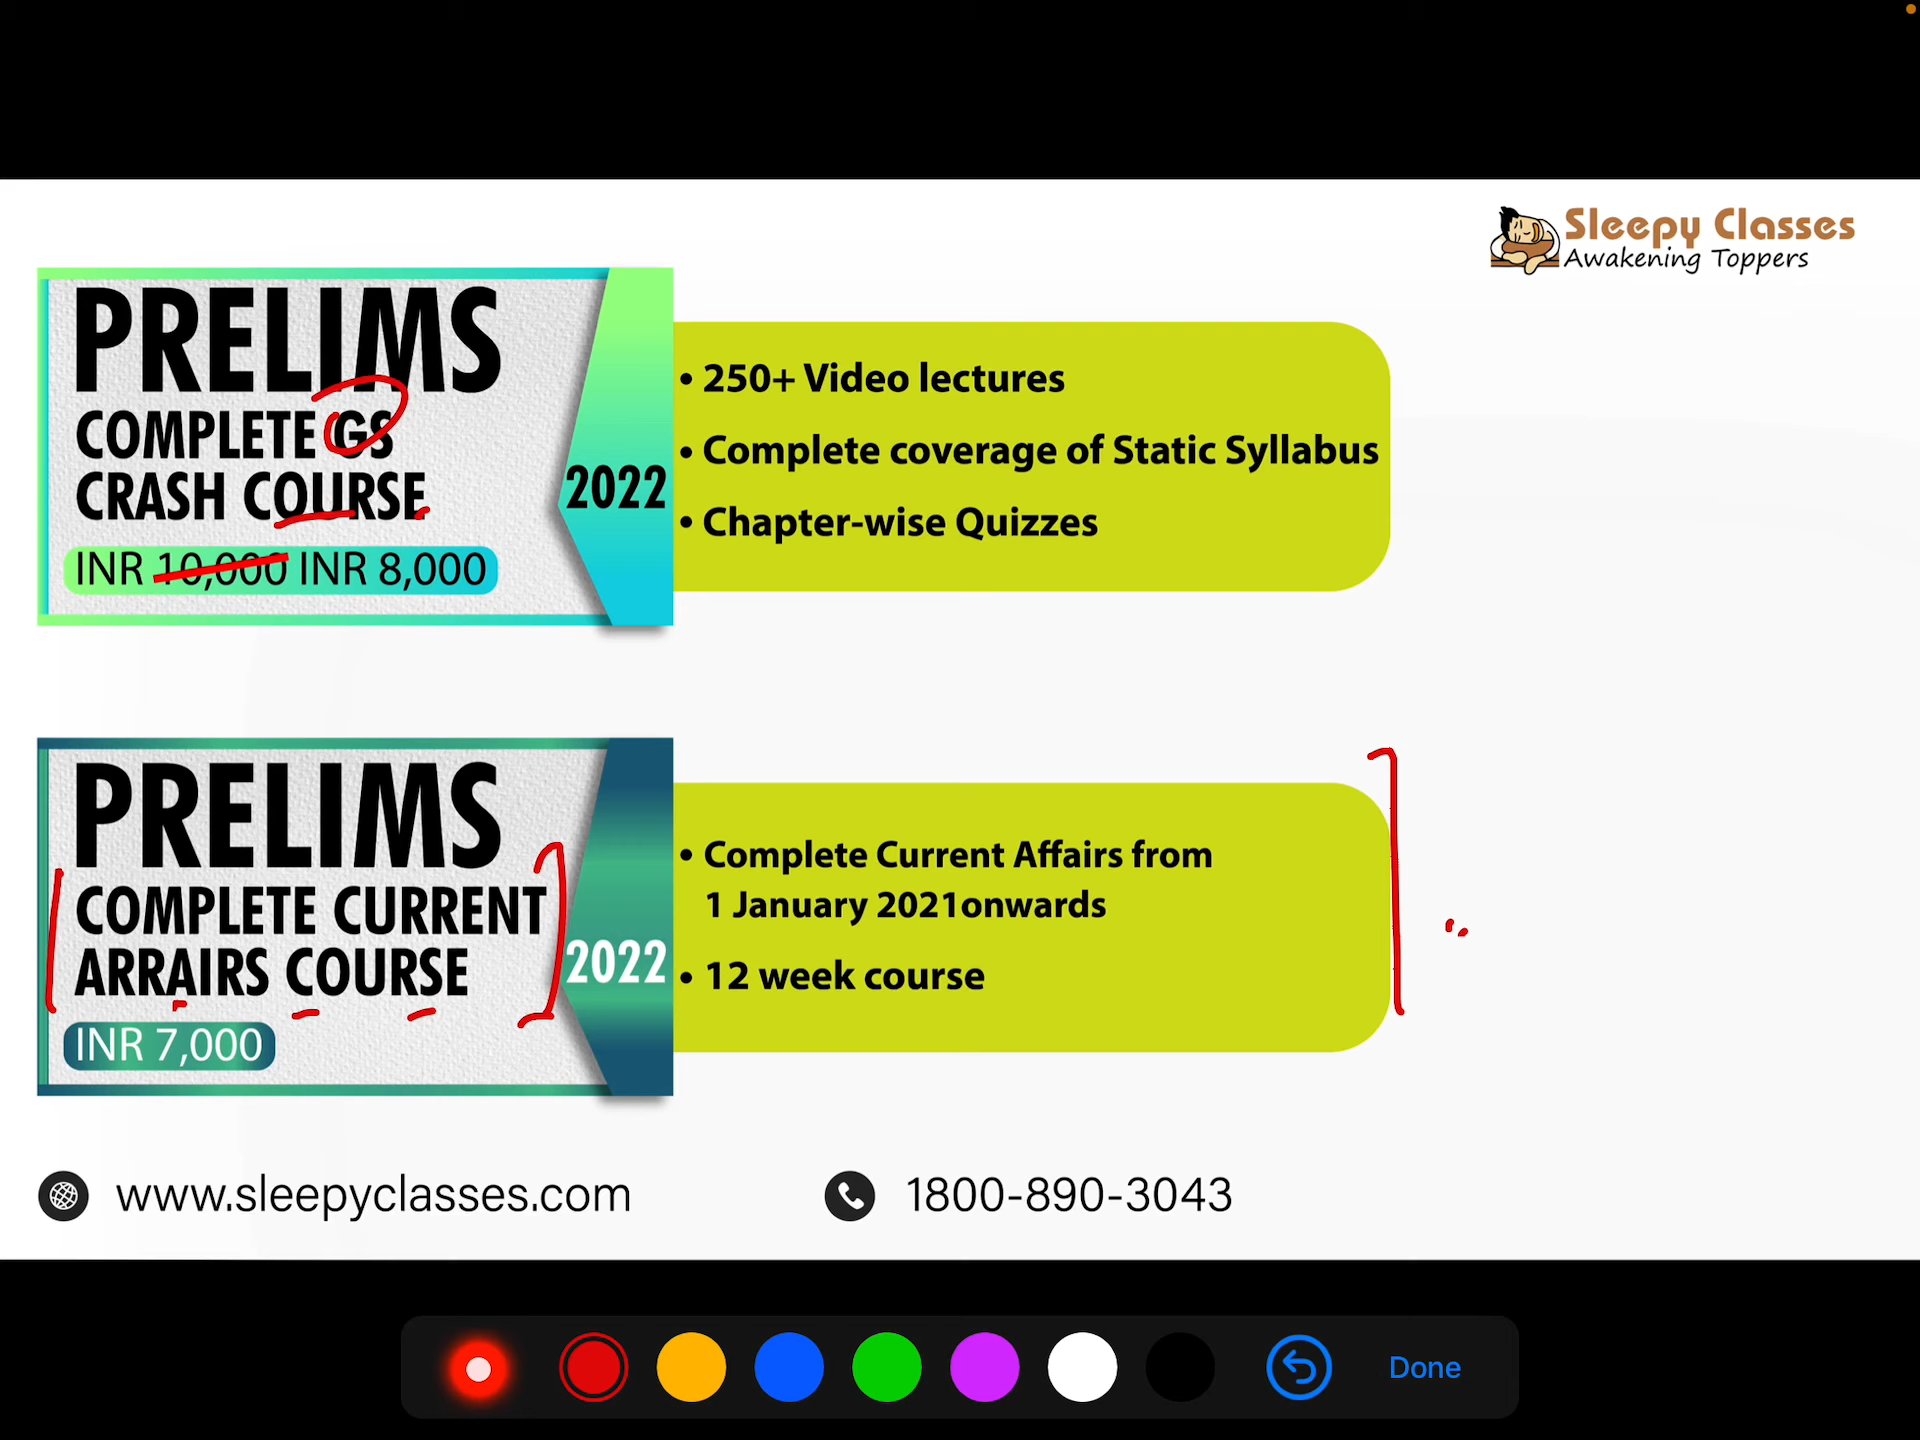 Sleepy Classes
Awakening Toppers
PRELIMS
COMPLETE GS
CRASH COURSE
INR 10,000 INR 8,000
2022
• 250+ Video lectures
• Complete coverage of Static Syllabus
• Chapter-wise Quizzes
PRELIMS
COMPLETE CURRENT
ARRAIRS COURSE
INR 7,000
2022
• Complete Current Affairs from
1 January 2021onwards
• 12 week course
www.sleepyclasses.com
1800-890-3043
Done